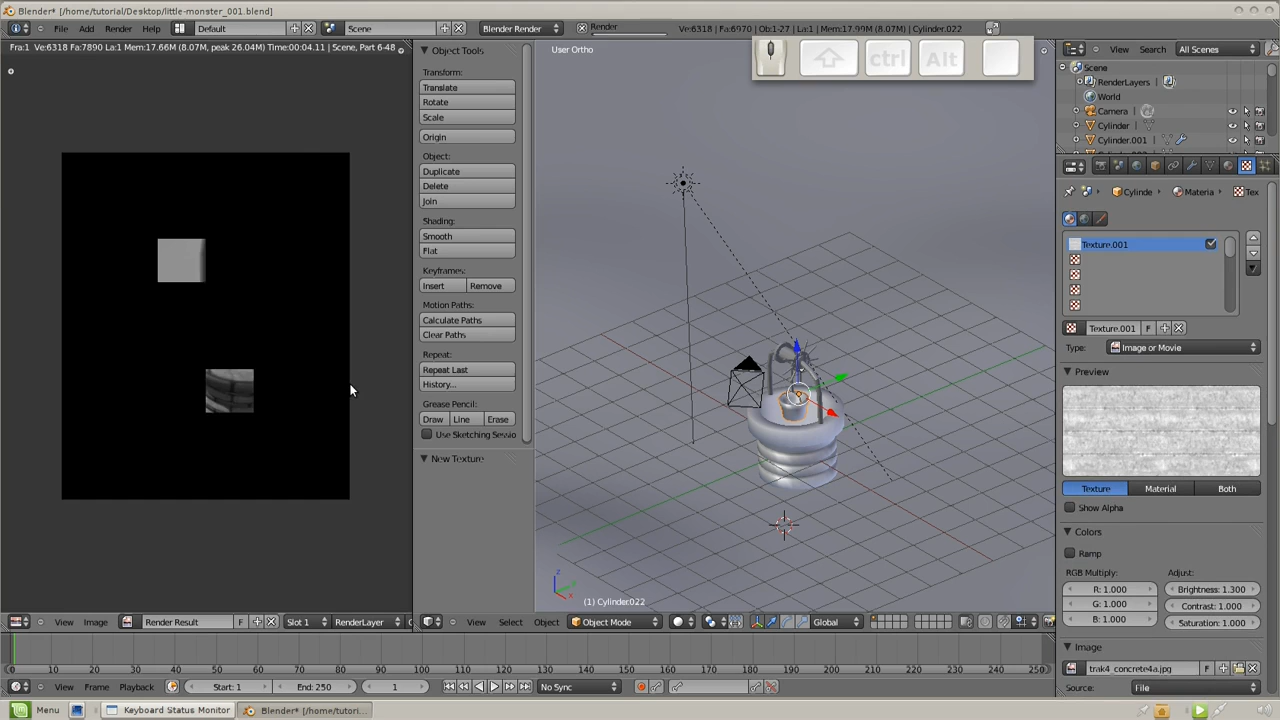 Blender* [/home/tutorial/Desktop/little-monster_001.blend]
File Add Render Help Default Scene Blender Render Render Ve:6318 | Fa:6970 | Ob:1-27 | La:1 | Mem:17.99M (8.07M) | Cylinder.022 View Search All Scenes
Fra:1 Ve:6318 Fa:7890 La:1 Mem:17.66M (8.07M, peak 26.04M) Time:00:04.11 | Scene, Part 6-48
Object Tools
Transform:
Translate
Rotate
Scale
Origin
Object:
Duplicate
Delete
Join
Shading:
Smooth
Flat
Keyframes:
Insert Remove
Motion Paths:
Calculate Paths
Clear Paths
Repeat:
Repeat Last
History...
Grease Pencil:
Draw Line Erase
Use Sketching Sessio
New Texture
User Ortho
ctrl Alt
(1) Cylinder.022
Scene
RenderLayers
World
Camera
Cylinder
Cylinder.001
Cylinde Materia Tex
Texture.001
Texture.001 F
Type: Image or Movie
Preview
Texture Material Both
Show Alpha
Colors
Ramp
RGB Multiply: Adjust:
R: 1.000 Brightness: 1.300
G: 1.000 Contrast: 1.000
B: 1.000 Saturation: 1.000
Image
trak4_concrete4a.jpg F
Source: File
View Image Render Result F Slot 1 RenderLayer
View Select Object Object Mode Global
0 10 20 30 40 50 60 70 80 90 100 110 120 130 140 150 160 170 180 190 200 210 220 230 240 250
View Frame Playback Start: 1 End: 250 1 No Sync
Menu Keyboard Status Monitor Blender* [/home/tutori...